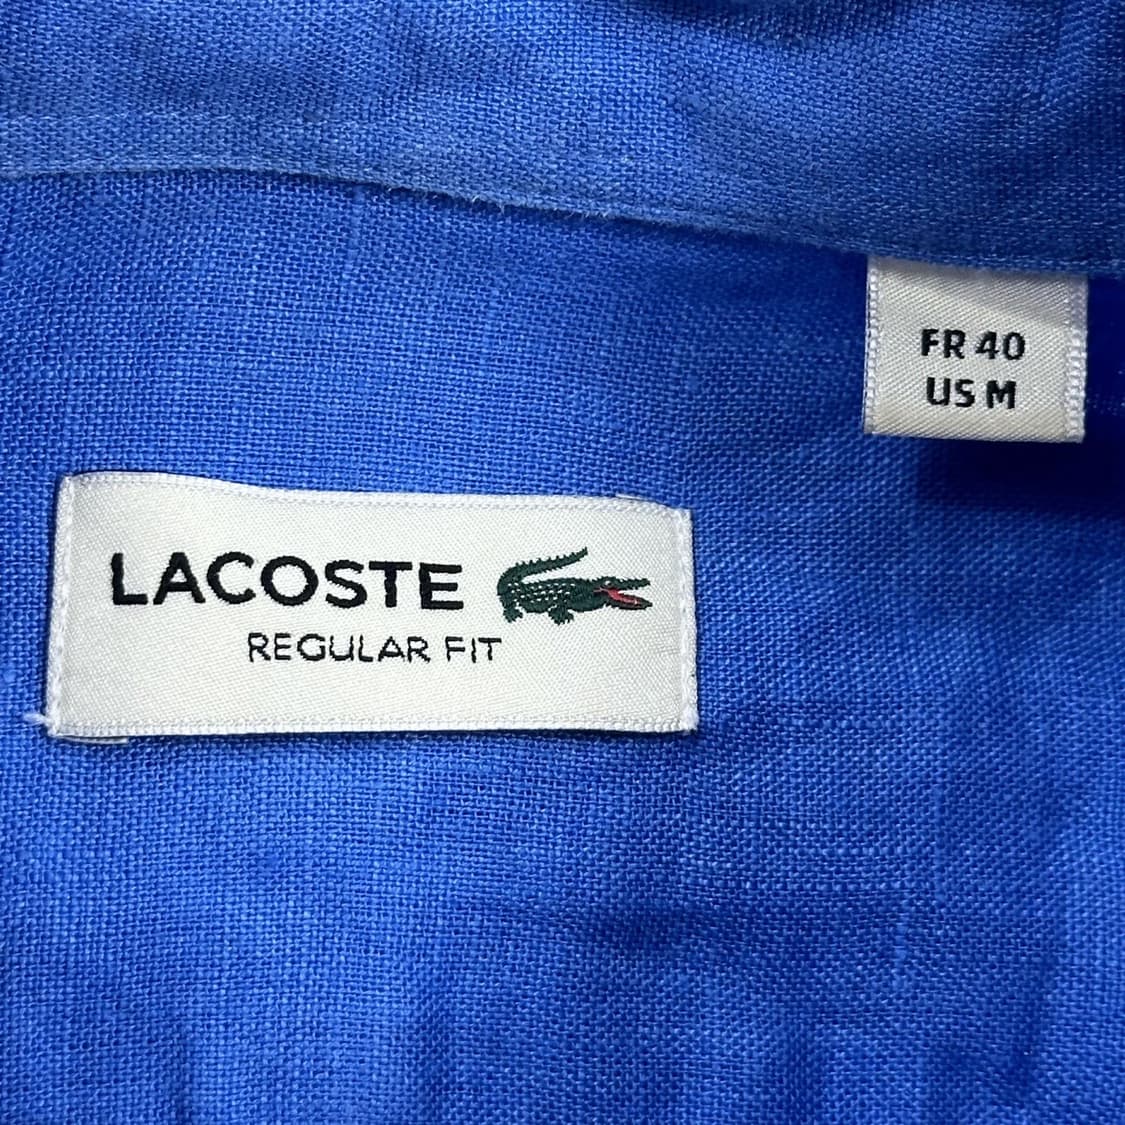 FR 40
US M
LACOSTE
REGULAR FIT